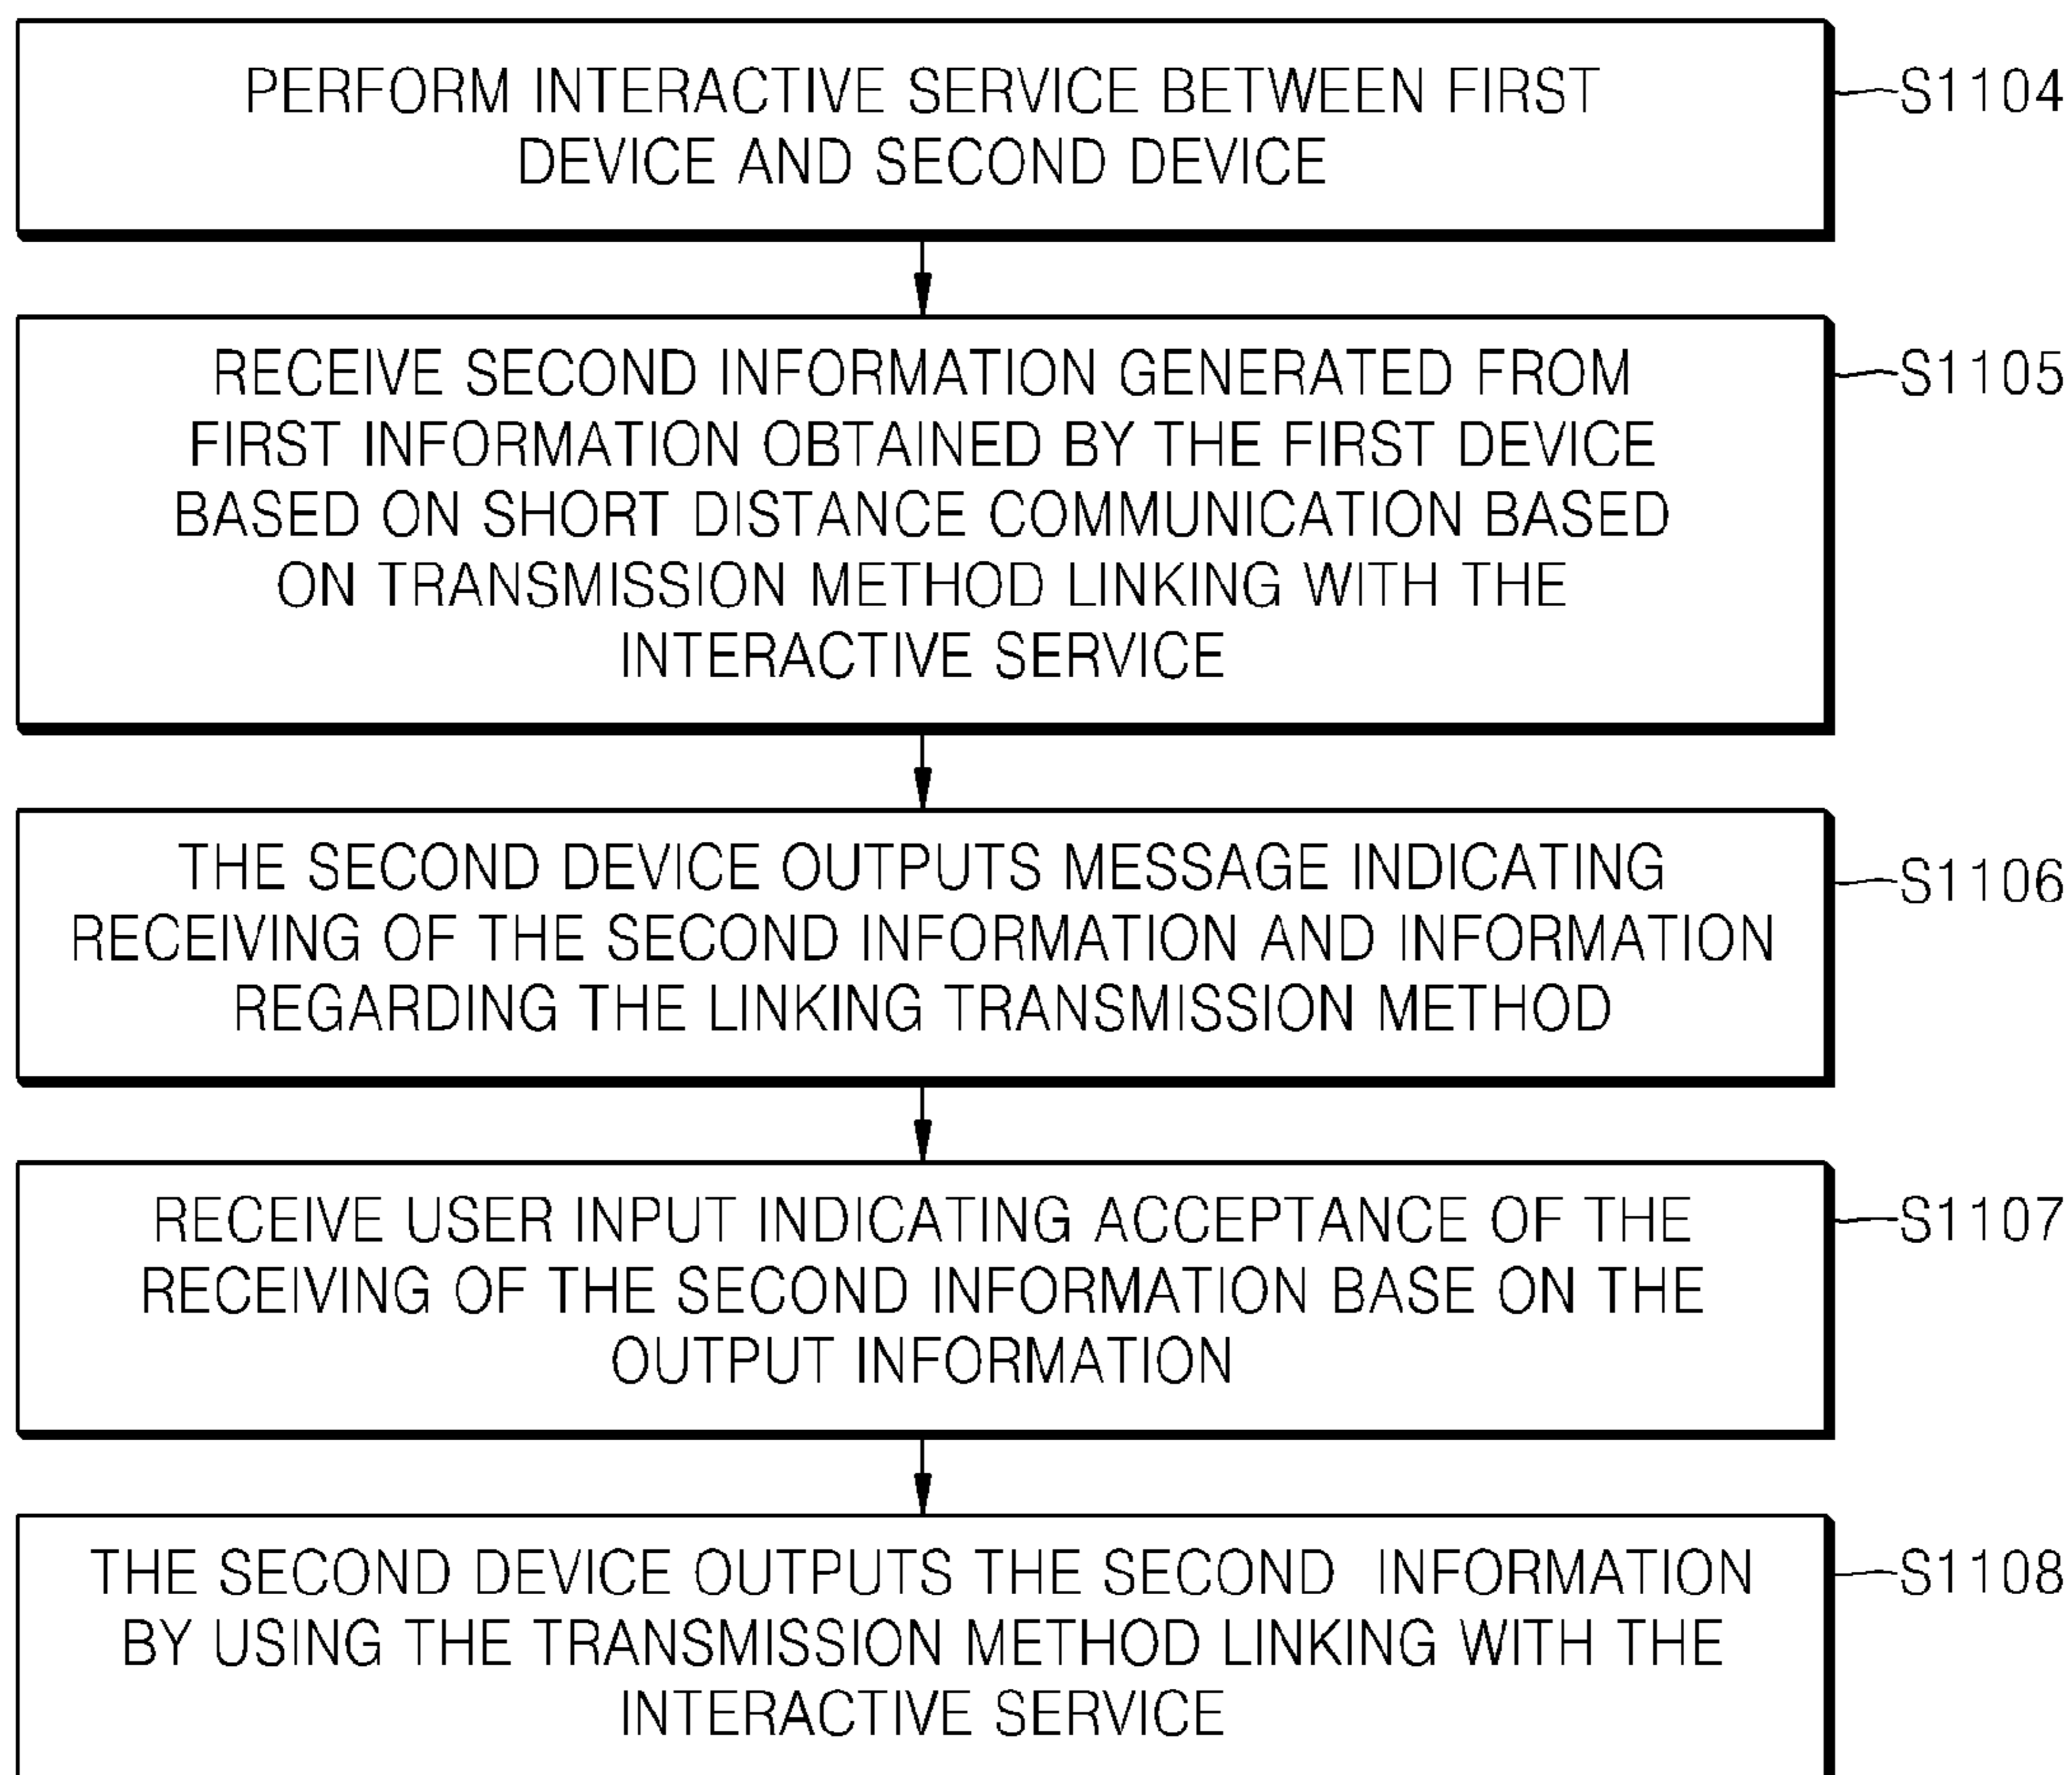 PERFORM INTERACTIVE SERVICE BETWEEN FIRST
DEVICE AND SECOND DEVICE
S1104
RECEIVE SECOND INFORMATION GENERATED FROM
FIRST INFORMATION OBTAINED BY THE FIRST DEVICE
BASED ON SHORT DISTANCE COMMUNICATION BASED
ON TRANSMISSION METHOD LINKING WITH THE
INTERACTIVE SERVICE
S1105
THE SECOND DEVICE OUTPUTS MESSAGE INDICATING
RECEIVING OF THE SECOND INFORMATION AND INFORMATION
REGARDING THE LINKING TRANSMISSION METHOD
S1106
RECEIVE USER INPUT INDICATING ACCEPTANCE OF THE
RECEIVING OF THE SECOND INFORMATION BASE ON THE
OUTPUT INFORMATION
S1107
THE SECOND DEVICE OUTPUTS THE SECOND INFORMATION
BY USING THE TRANSMISSION METHOD LINKING WITH THE
INTERACTIVE SERVICE
S1108